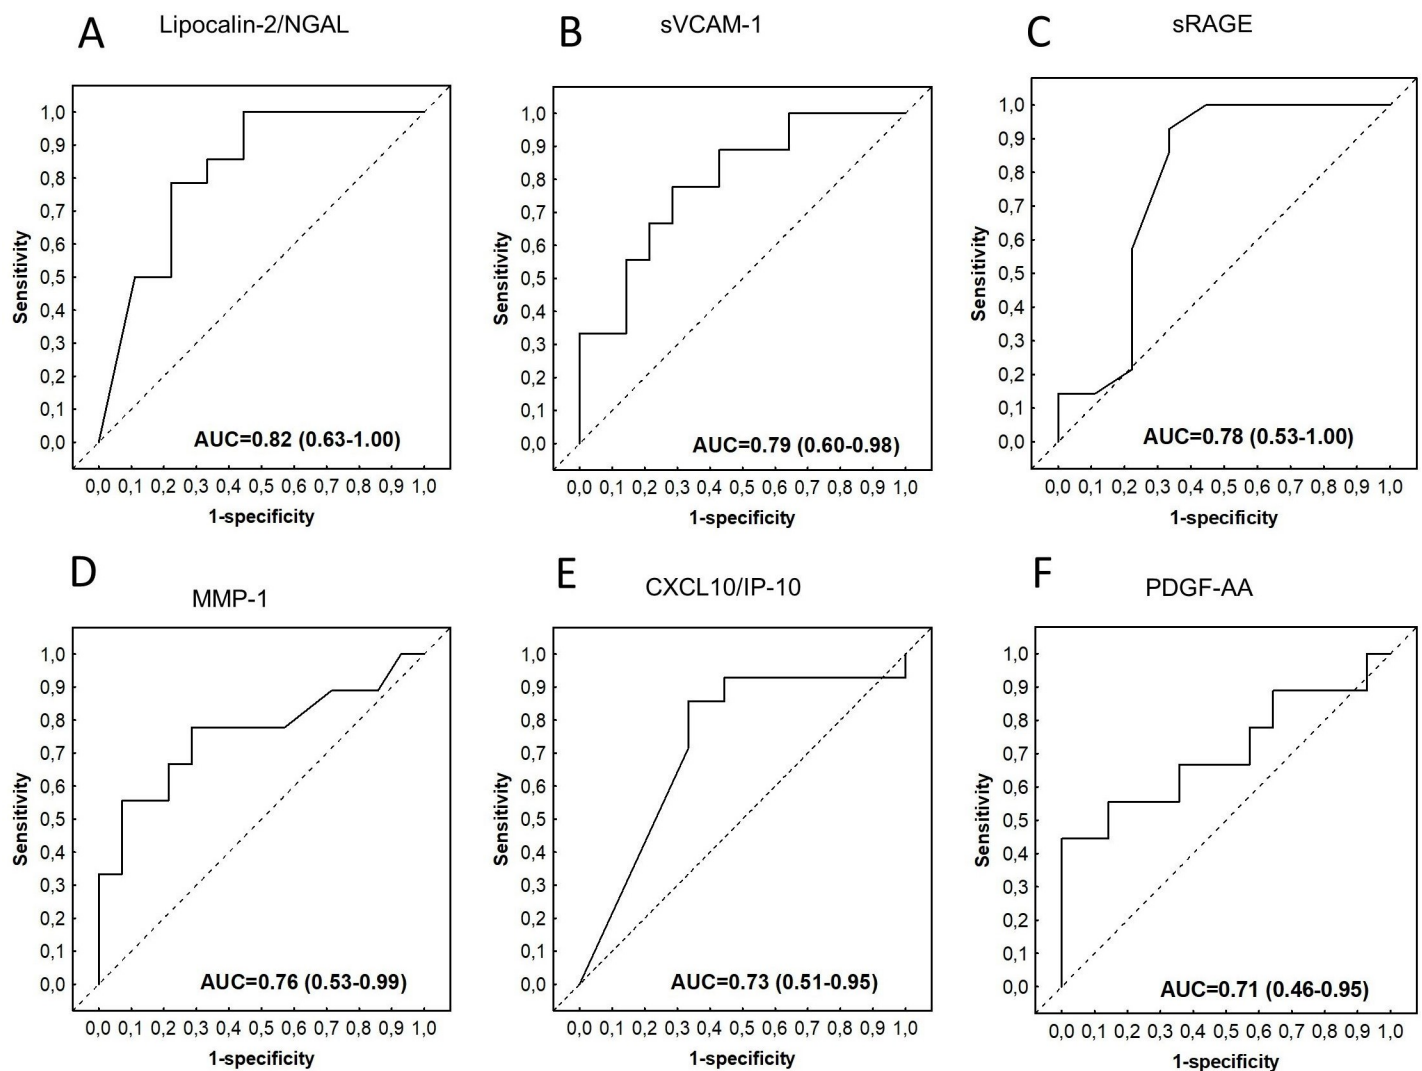 A
Lipocalin-2/NGAL
Sensitivity
1,0
0,9
0,8
0,7
0,6
0,5
0,4
0,3
0,2
0,1
0,0
AUC=0.82 (0.63-1.00)
0,0 0,1 0,2 0,3 0,4 0,5 0,6 0,7 0,8 0,9 1,0
1-specificity
B
sVCAM-1
Sensitivity
1,0
0,9
0,8
0,7
0,6
0,5
0,4
0,3
0,2
0,1
0,0
AUC=0.79 (0.60-0.98)
0,0 0,1 0,2 0,3 0,4 0,5 0,6 0,7 0,8 0,9 1,0
1-specificity
C
sRAGE
Sensitivity
1,0
0,9
0,8
0,7
0,6
0,5
0,4
0,3
0,2
0,1
0,0
AUC=0.78 (0.53-1.00)
0,0 0,1 0,2 0,3 0,4 0,5 0,6 0,7 0,8 0,9 1,0
1-specificity
D
MMP-1
Sensitivity
1,0
0,9
0,8
0,7
0,6
0,5
0,4
0,3
0,2
0,1
0,0
AUC=0.76 (0.53-0.99)
0,0 0,1 0,2 0,3 0,4 0,5 0,6 0,7 0,8 0,9 1,0
1-specificity
E
CXCL10/IP-10
Sensitivity
1,0
0,9
0,8
0,7
0,6
0,5
0,4
0,3
0,2
0,1
0,0
AUC=0.73 (0.51-0.95)
0,0 0,1 0,2 0,3 0,4 0,5 0,6 0,7 0,8 0,9 1,0
1-specificity
F
PDGF-AA
Sensitivity
1,0
0,9
0,8
0,7
0,6
0,5
0,4
0,3
0,2
0,1
0,0
AUC=0.71 (0.46-0.95)
0,0 0,1 0,2 0,3 0,4 0,5 0,6 0,7 0,8 0,9 1,0
1-specificity